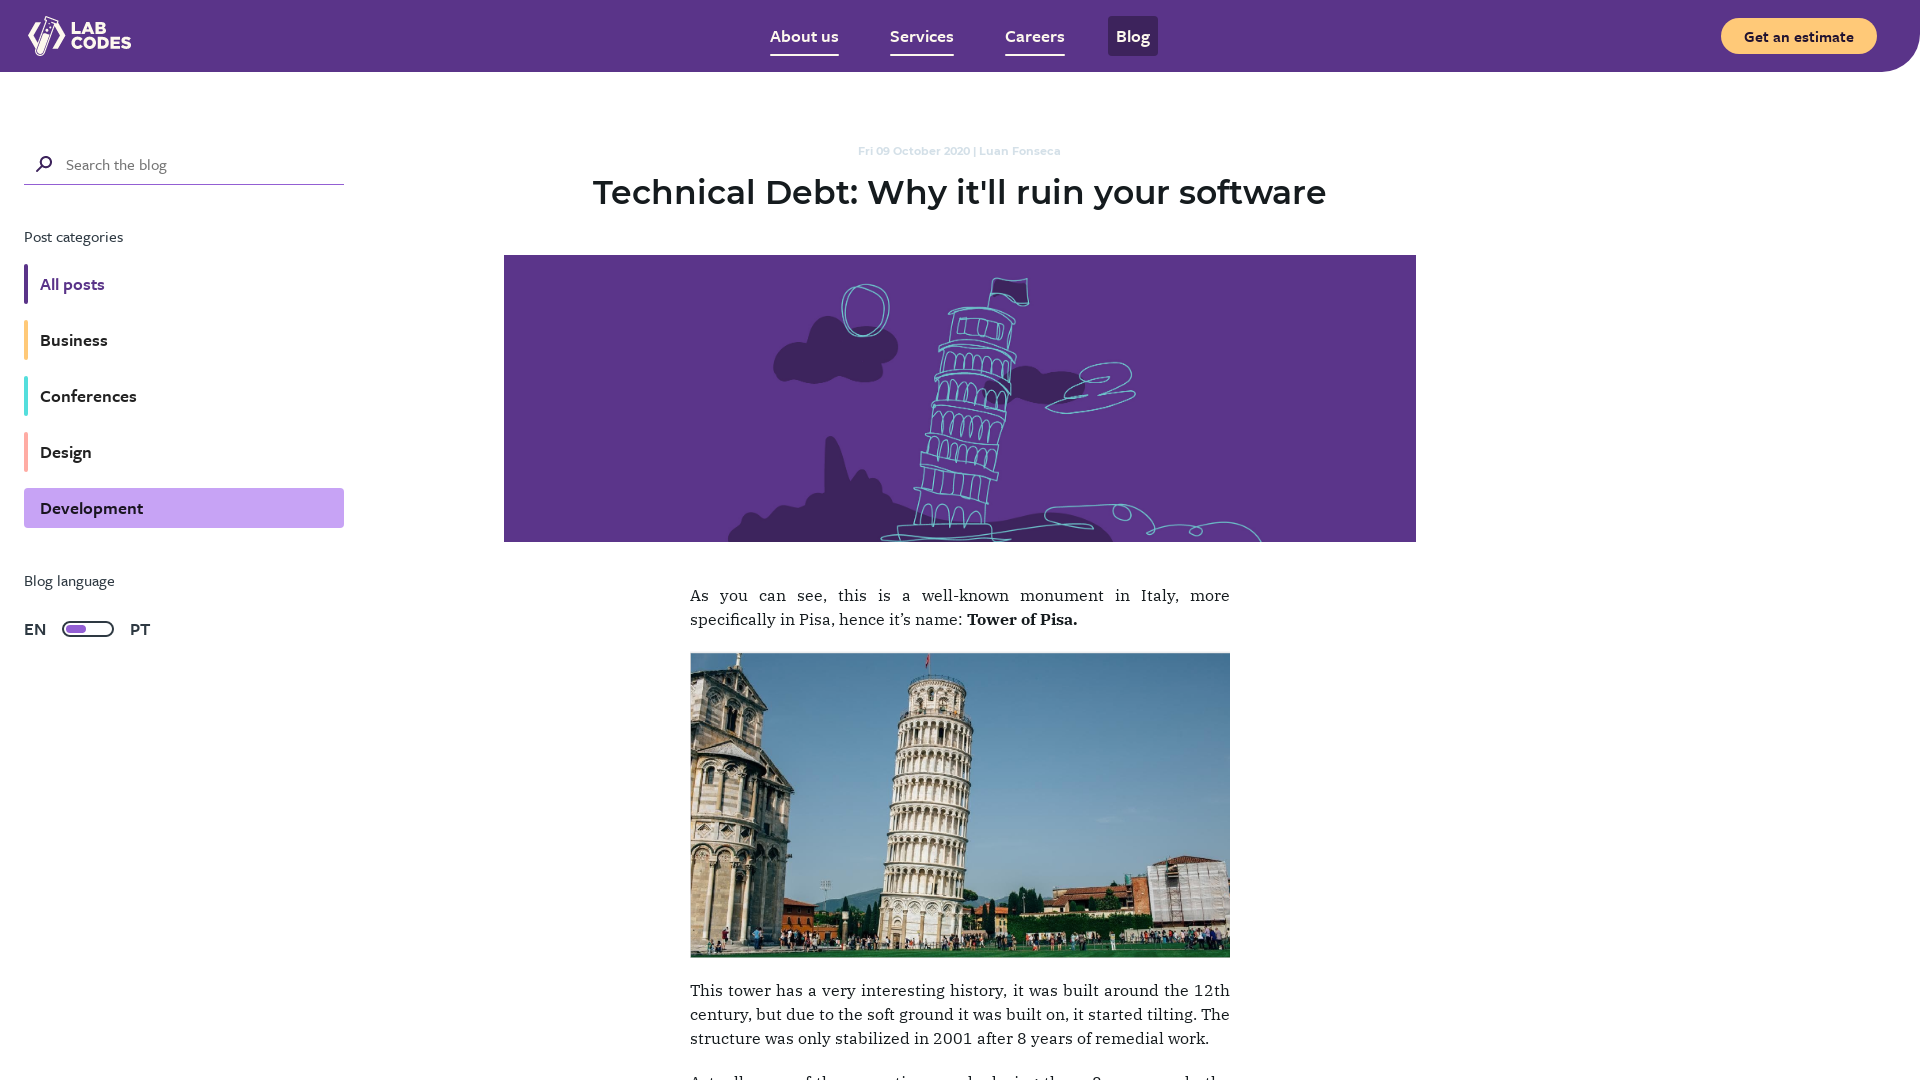 LAB
CODES
About us
Services
Careers
Blog
Get an estimate
Search the blog
Post categories
All posts
Business
Conferences
Design
Development
Blog language
EN
PT
Fri 09 October 2020 | Luan Fonseca
Technical Debt: Why it'll ruin your software
As you can see, this is a well-known monument in Italy, more
specifically in Pisa, hence it’s name: Tower of Pisa.
This tower has a very interesting history, it was built around the 12th
century, but due to the soft ground it was built on, it started tilting. The
structure was only stabilized in 2001 after 8 years of remedial work.